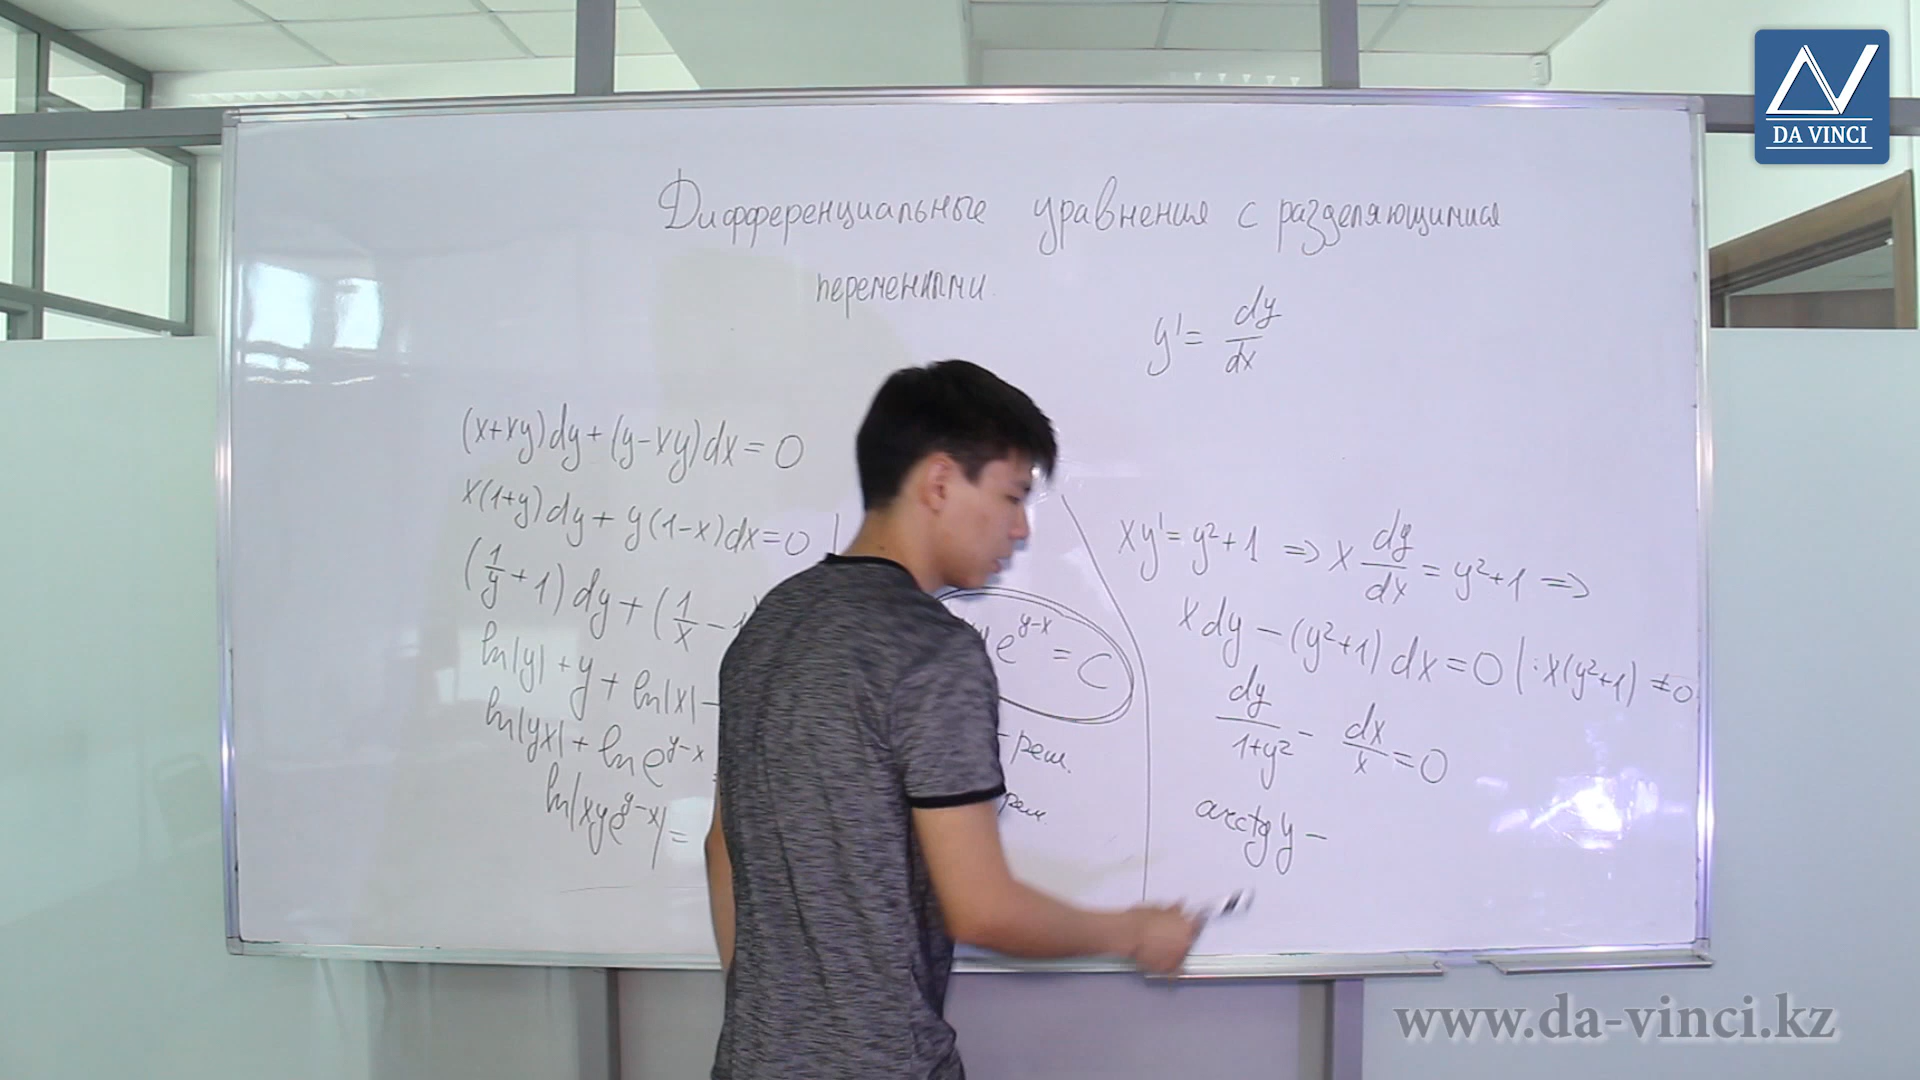 DA VINCI
Дифференциальные уравнения с разделяющимися
переменными.
y' = dy/dx
(x+xy)dy+(y-xy)dx=0
x(1+y)dy+y(1-x)dx=0 |
(1/y+1)dy+(1/x-1)
ln|y|+y+ln|x|-
ln|yx|+ln e^{y-x} =
ln|xye^{y-x}|=
e^{y-x} = C
- реш.
реш.
xy'=y²+1 ⇒ x dy/dx = y²+1 ⇒
x dy - (y²+1) dx = 0 | : x(y²+1) ≠ 0
dy/(1+y²) - dx/x = 0
arctg y -
www.da-vinci.kz